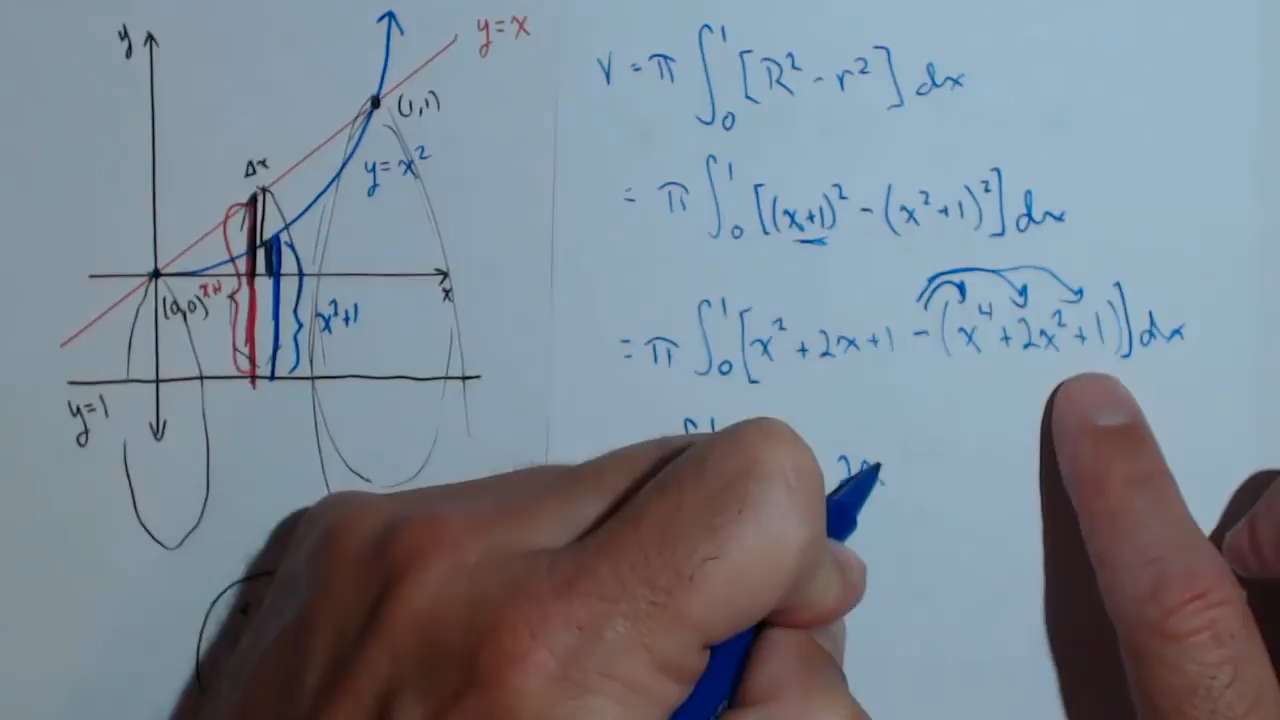 y
y=x
(1,1)
Δx
y=x²
x
(0,0)
x+1
x²+1
y=1
V = π ∫₀¹ [R² - r²] dx
= π ∫₀¹ [(x+1)² - (x²+1)²] dx
= π ∫₀¹ [x² + 2x + 1 - (x⁴ + 2x² + 1)] dx